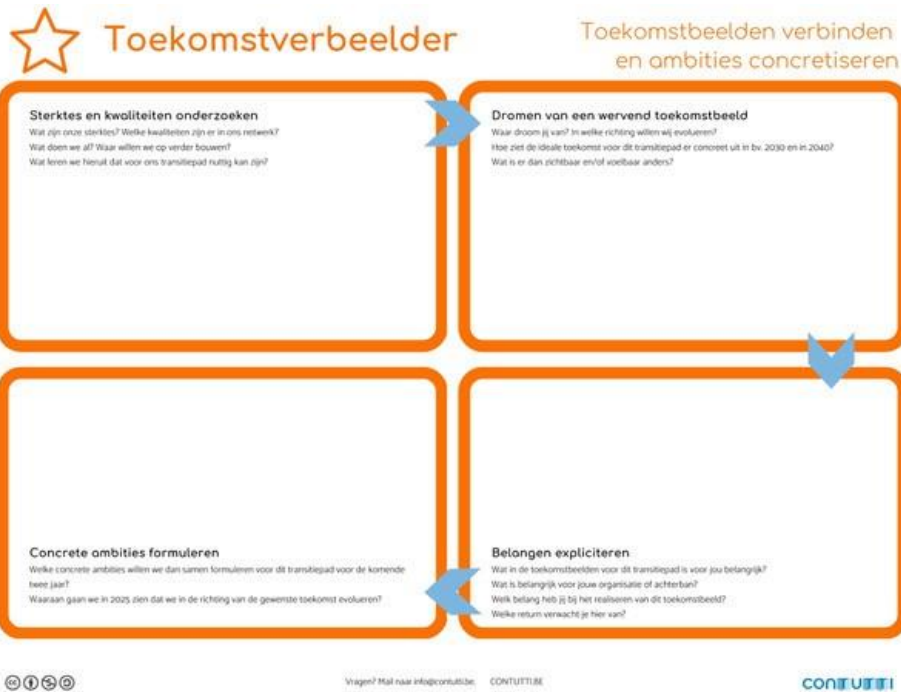 Toekomstverbeelder
Toekomstbeelden verbinden
en ambities concretiseren
Sterktes en kwaliteiten onderzoeken
Wat zijn onze sterktes? Welke kwaliteiten zijn er in ons netwerk?
Wat doen we al? Waar willen we op verder bouwen?
Wat leren we hieruit dat voor ons transitiepad nuttig kan zijn?
Dromen van een wervend toekomstbeeld
Waar droom jij van? In welke richting willen wij evolueren?
Hoe ziet de ideale toekomst voor dit transitiepad er concreet uit in bv. 2030 en in 2040?
Wat is er dan zichtbaar en/of voelbaar anders?
Belangen expliciteren
Wat in de toekomstbeelden voor dit transitiepad is voor jou belangrijk?
Wat is belangrijk voor jouw organisatie of achterban?
Welk belang heb jij bij het realiseren van dit toekomstbeeld?
Welke return verwacht je hier van?
Concrete ambities formuleren
Welke concrete ambities willen we dan samen formuleren voor dit transitiepad voor de komende
twee jaar?
Waaraan gaan we in 2025 zien dat we in de richting van de gewenste toekomst evolueren?
cc
Vragen? Mail naar info@contutti.be
CONTUTTI.BE
CONTUTTI